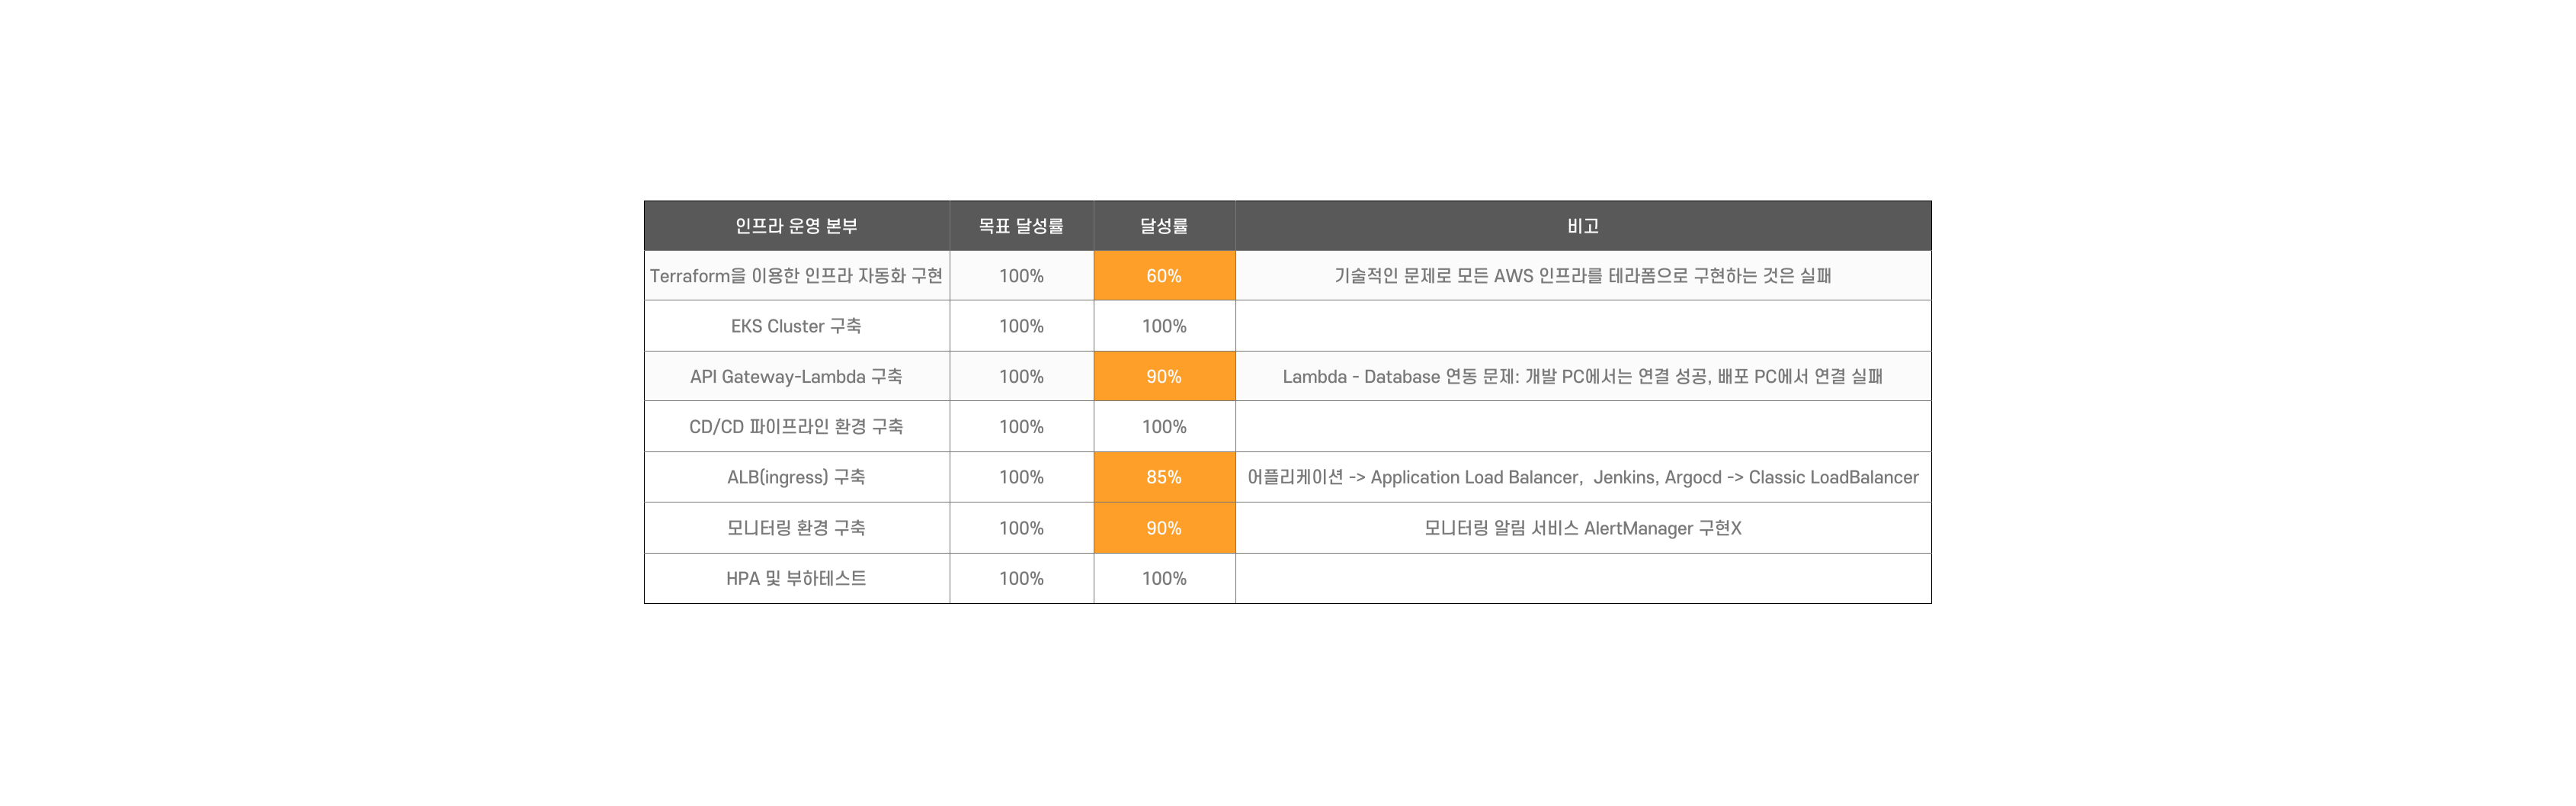 인프라 운영 본부 목표 달성률 달성률 비고
Terraform을 이용한 인프라 자동화 구현 100% 60% 기술적인 문제로 모든 AWS 인프라를 테라폼으로 구현하는 것은 실패
EKS Cluster 구축 100% 100%
API Gateway-Lambda 구축 100% 90% Lambda - Database 연동 문제: 개발 PC에서는 연결 성공, 배포 PC에서 연결 실패
CD/CD 파이프라인 환경 구축 100% 100%
ALB(ingress) 구축 100% 85% 어플리케이션 -> Application Load Balancer, Jenkins, Argocd -> Classic LoadBalancer
모니터링 환경 구축 100% 90% 모니터링 알림 서비스 AlertManager 구현X
HPA 및 부하테스트 100% 100%